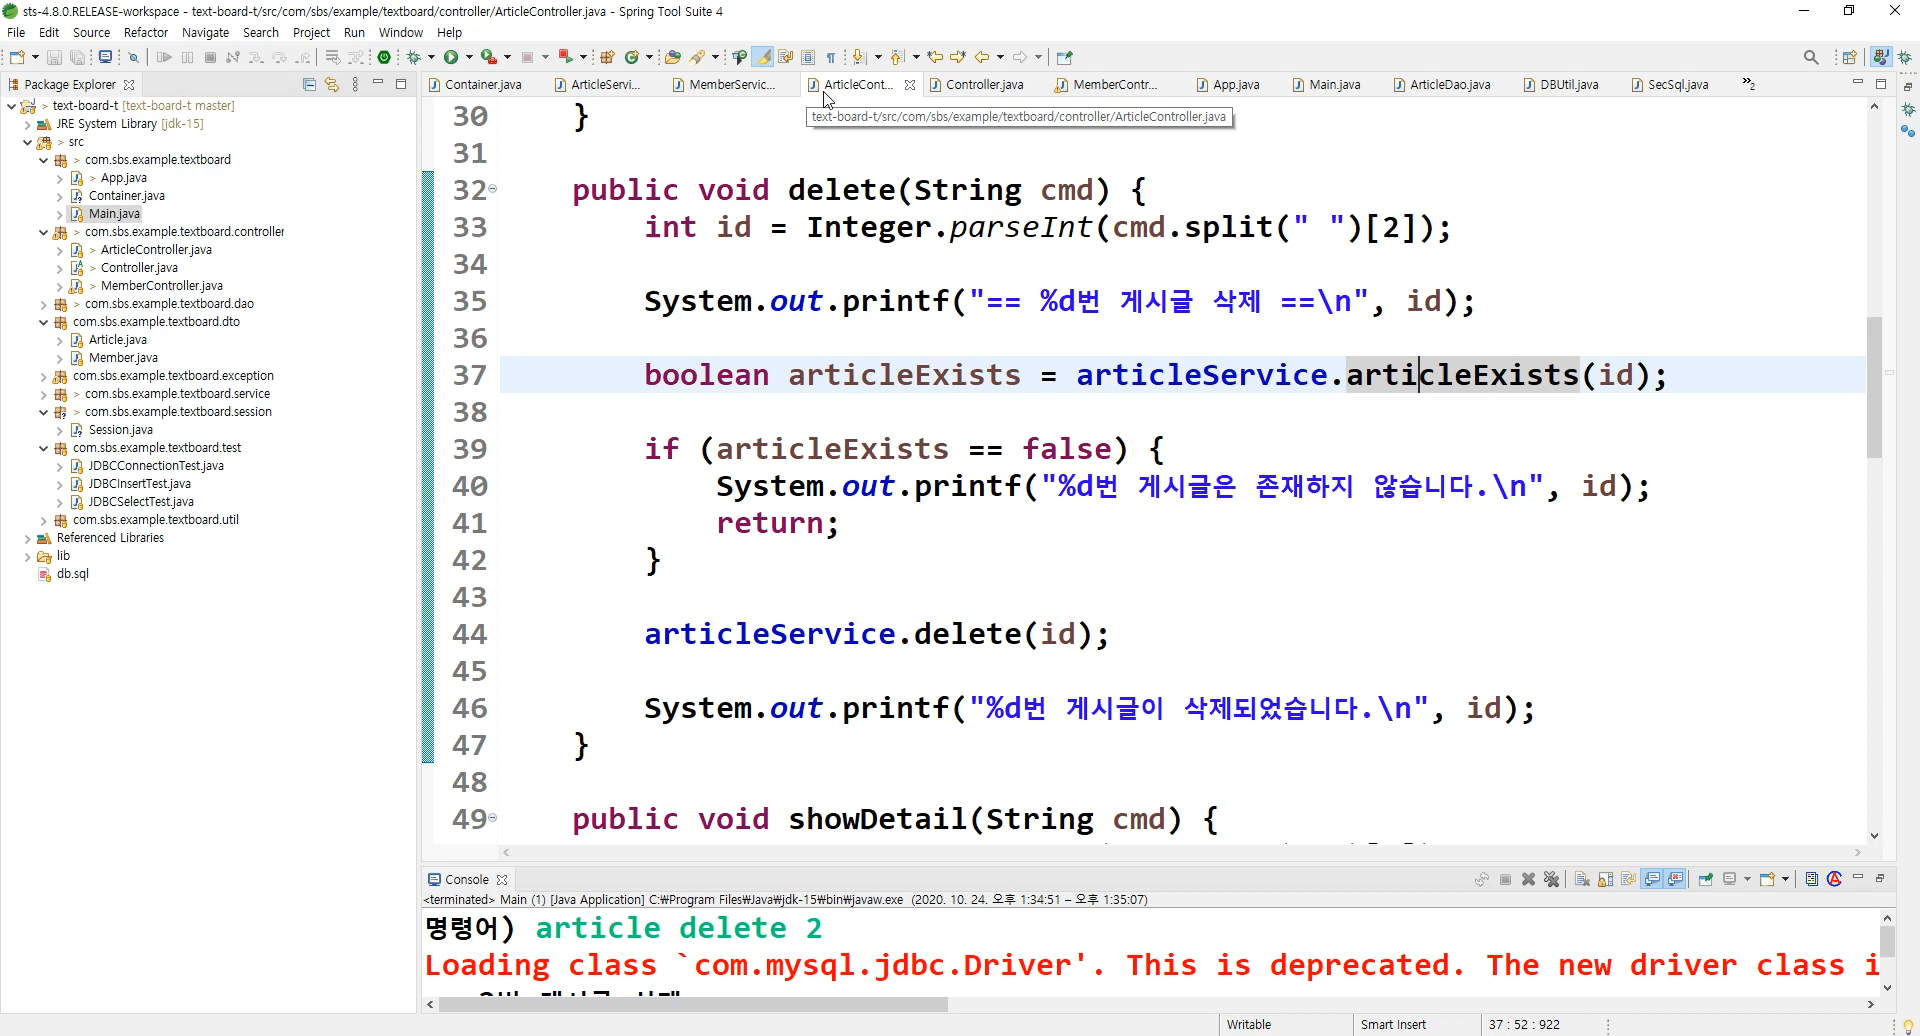 sts-4.8.0.RELEASE-workspace - text-board-t/src/com/sbs/example/textboard/controller/ArticleController.java - Spring Tool Suite 4
File Edit Source Refactor Navigate Search Project Run Window Help
Package Explorer
Container.java ArticleServi... MemberServic... ArticleCont... Controller.java MemberContr... App.java Main.java ArticleDao.java DBUtil.java SecSql.java »2
text-board-t/src/com/sbs/example/textboard/controller/ArticleController.java
> text-board-t [text-board-t master]
JRE System Library [jdk-15]
> src
> com.sbs.example.textboard
> App.java
Container.java
Main.java
> com.sbs.example.textboard.controller
> ArticleController.java
> Controller.java
> MemberController.java
> com.sbs.example.textboard.dao
com.sbs.example.textboard.dto
Article.java
Member.java
com.sbs.example.textboard.exception
> com.sbs.example.textboard.service
> com.sbs.example.textboard.session
Session.java
com.sbs.example.textboard.test
JDBCConnectionTest.java
JDBCInsertTest.java
JDBCSelectTest.java
com.sbs.example.textboard.util
Referenced Libraries
lib
db.sql
30 }
31
32 public void delete(String cmd) {
33 int id = Integer.parseInt(cmd.split(" ")[2]);
34
35 System.out.printf("== %d번 게시글 삭제 ==\n", id);
36
37 boolean articleExists = articleService.articleExists(id);
38
39 if (articleExists == false) {
40 System.out.printf("%d번 게시글은 존재하지 않습니다.\n", id);
41 return;
42 }
43
44 articleService.delete(id);
45
46 System.out.printf("%d번 게시글이 삭제되었습니다.\n", id);
47 }
48
49 public void showDetail(String cmd) {
Console
<terminated> Main (1) [Java Application] C:₩Program Files₩Java₩jdk-15₩bin₩javaw.exe (2020. 10. 24. 오후 1:34:51 – 오후 1:35:07)
명령어) article delete 2
Loading class `com.mysql.jdbc.Driver'. This is deprecated. The new driver class i
Writable Smart Insert 37 : 52 : 922